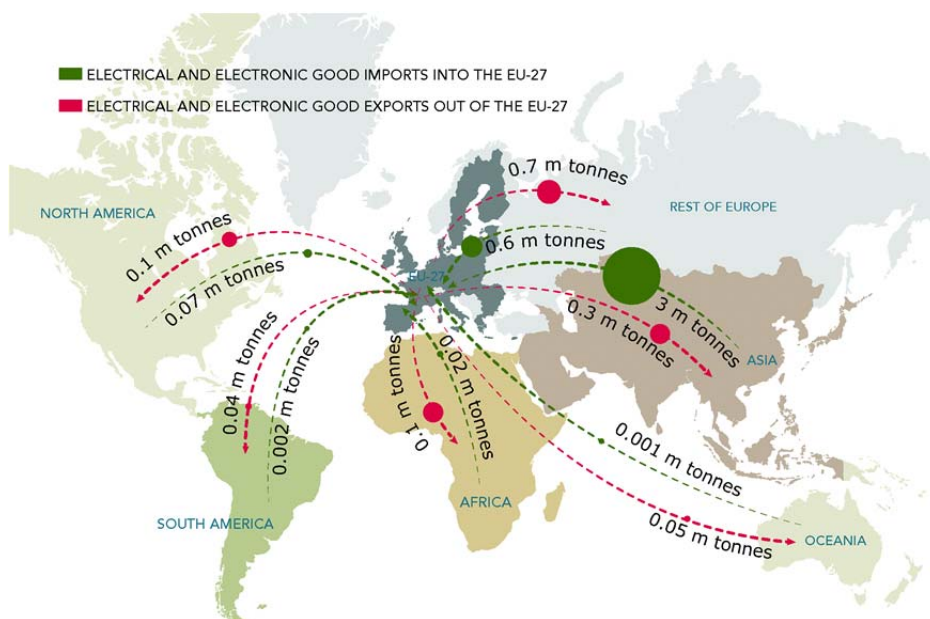 ELECTRICAL AND ELECTRONIC GOOD IMPORTS INTO THE EU-27
ELECTRICAL AND ELECTRONIC GOOD EXPORTS OUT OF THE EU-27
0.7 m tonnes
NORTH AMERICA
REST OF EUROPE
0.1 m tonnes
0.6 m tonnes
EU-27
0.07 m tonnes
3 m tonnes
0.3 m tonnes
ASIA
0.04 m tonnes
0.002 m tonnes
0.1 m tonnes
0.02 m tonnes
0.001 m tonnes
AFRICA
SOUTH AMERICA
0.05 m tonnes
OCEANIA